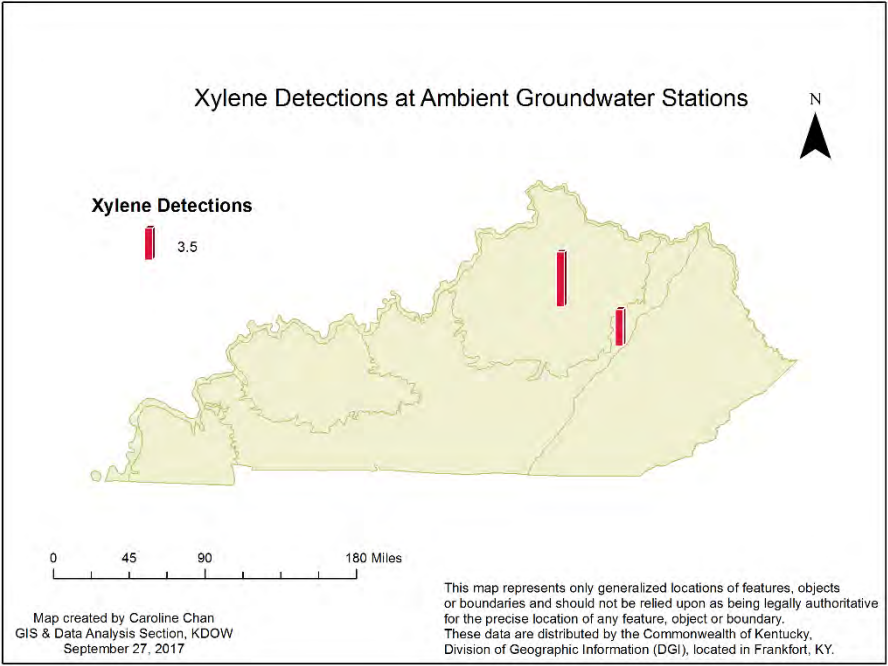 Xylene Detections at Ambient Groundwater Stations
N
Xylene Detections
3.5
0 45 90 180 Miles
Map created by Caroline Chan
GIS & Data Analysis Section, KDOW
September 27, 2017
This map represents only generalized locations of features, objects
or boundaries and should not be relied upon as being legally authoritative
for the precise location of any feature, object or boundary.
These data are distributed by the Commonwealth of Kentucky,
Division of Geographic Information (DGI), located in Frankfort, KY.